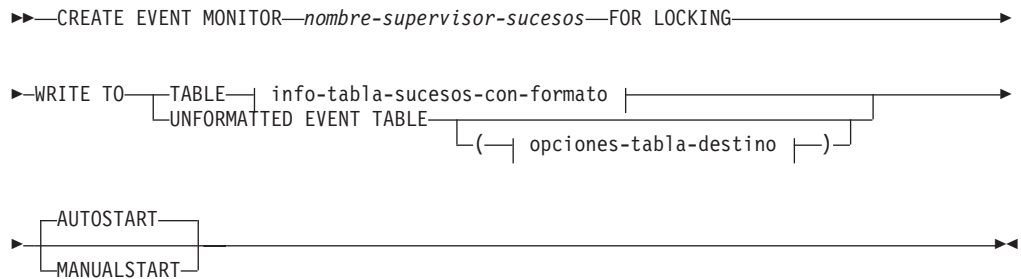 CREATE EVENT MONITOR nombre-supervisor-sucesos FOR LOCKING
WRITE TO TABLE info-tabla-sucesos-con-formato
UNFORMATTED EVENT TABLE
( opciones-tabla-destino )
AUTOSTART
MANUALSTART